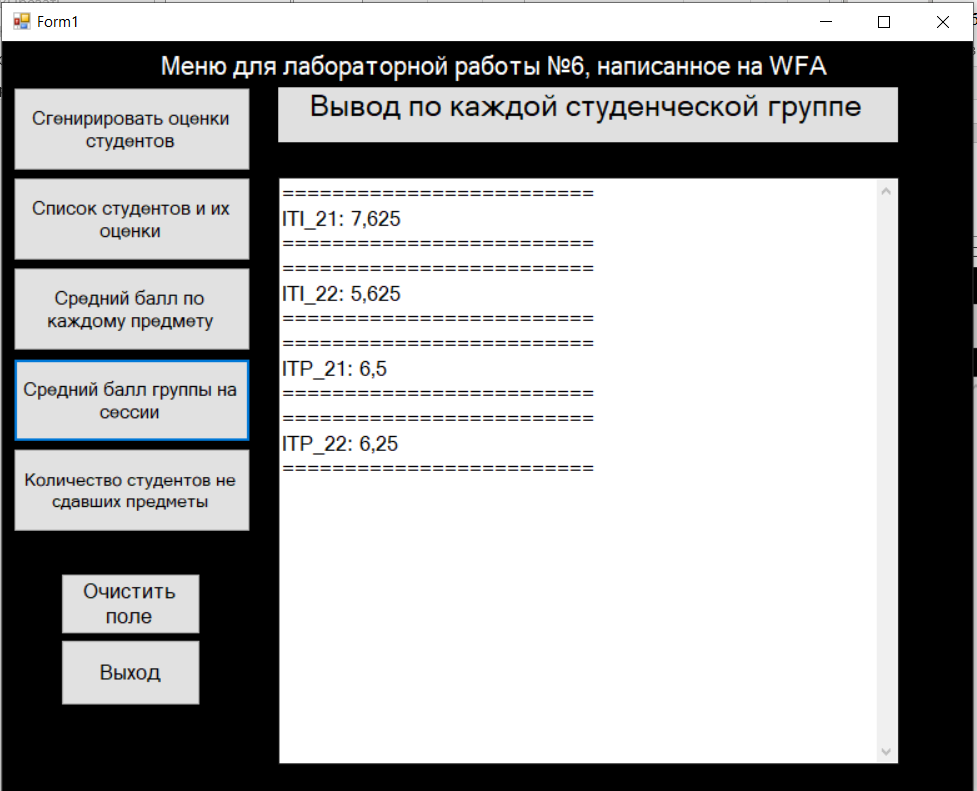 Form1
Меню для лабораторной работы №6, написанное на WFA
Сгенирировать оценки
студентов
Список студентов и их
оценки
Средний балл по
каждому предмету
Средний балл группы на
сессии
Количество студентов не
сдавших предметы
Очистить
поле
Выход
Вывод по каждой студенческой группе
=========================
ITI_21: 7,625
=========================
=========================
ITI_22: 5,625
=========================
=========================
ITP_21: 6,5
=========================
=========================
ITP_22: 6,25
=========================